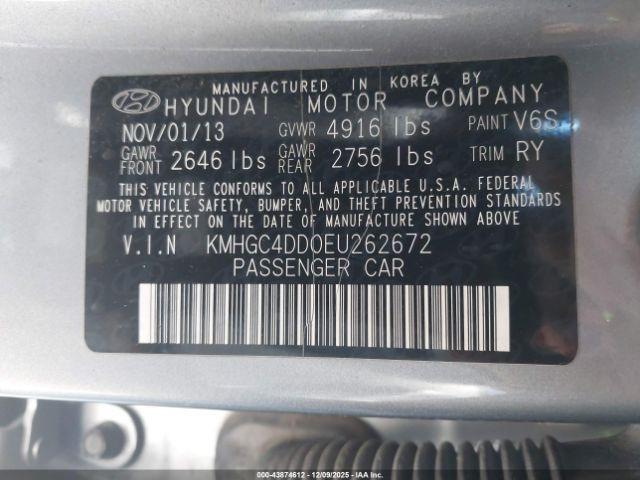 MANUFACTURED IN KOREA BY
HYUNDAI MOTOR COMPANY
NOV/01/13 GVWR 4916 lbs PAINT V6S
GAWR FRONT 2646 lbs GAWR REAR 2756 lbs TRIM RY
THIS VEHICLE CONFORMS TO ALL APPLICABLE U.S.A. FEDERAL
MOTOR VEHICLE SAFETY, BUMPER, AND THEFT PREVENTION STANDARDS
IN EFFECT ON THE DATE OF MANUFACTURE SHOWN ABOVE.
V.I.N KMHGC4DD0EU262672
PASSENGER CAR
000-43874612 - 12/09/2025 - IAA Inc.